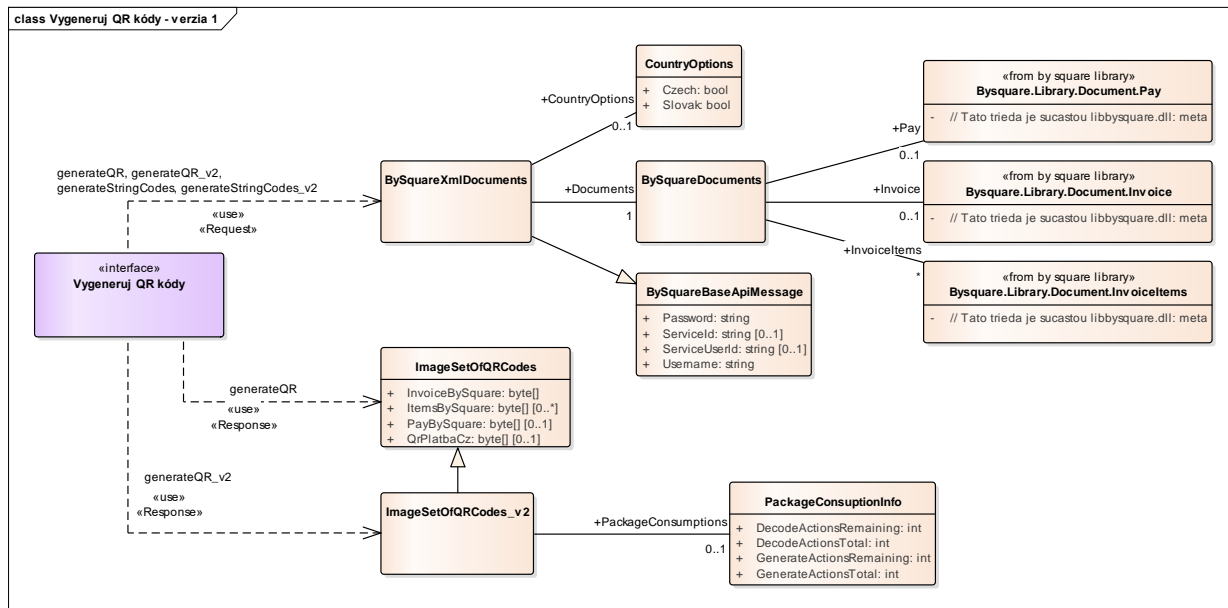 class Vygeneruj QR kódy - verzia 1
CountryOptions
+ Czech: bool
+ Slovak: bool
+CountryOptions
0..1
«from by square library»
Bysquare.Library.Document.Pay
- // Tato trieda je sucastou libbysquare.dll: meta
+Pay
0..1
generateQR, generateQR_v2,
generateStringCodes, generateStringCodes_v2
«use»
«Request»
BySquareXmlDocuments
+Documents
1
BySquareDocuments
+Invoice
0..1
«from by square library»
Bysquare.Library.Document.Invoice
- // Tato trieda je sucastou libbysquare.dll: meta
+InvoiceItems
*
«from by square library»
Bysquare.Library.Document.InvoiceItems
- // Tato trieda je sucastou libbysquare.dll: meta
«interface»
Vygeneruj QR kódy
BySquareBaseApiMessage
+ Password: string
+ ServiceId: string [0..1]
+ ServiceUserId: string [0..1]
+ Username: string
generateQR
«use»
«Response»
ImageSetOfQRCodes
+ InvoiceBySquare: byte[]
+ ItemsBySquare: byte[] [0..*]
+ PayBySquare: byte[] [0..1]
+ QrPlatbaCz: byte[] [0..1]
generateQR_v2
«use»
«Response»
ImageSetOfQRCodes_v2
+PackageConsumptions
0..1
PackageConsuptionInfo
+ DecodeActionsRemaining: int
+ DecodeActionsTotal: int
+ GenerateActionsRemaining: int
+ GenerateActionsTotal: int